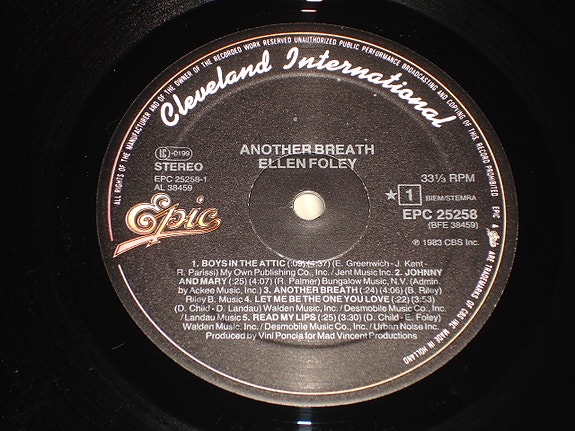 ALL RIGHTS OF THE MANUFACTURER AND OF THE OWNER OF THE RECORDED WORK RESERVED UNAUTHORIZED PUBLIC PERFORMANCE BROADCASTING AND COPYING OF THIS RECORD PROHIBITED EPIC & ARE TRADEMARKS OF CBS INC MADE IN HOLLAND
Cleveland International
ANOTHER BREATH
ELLEN FOLEY
LC-0199
STEREO
EPC 25258-1
AL 38459
33⅓ RPM
★ 1 BIEM/STEMRA
EPC 25258
(BFE 38459)
℗ 1983 CBS Inc.
Epic
1. BOYS IN THE ATTIC (:09) (4:37) (E. Greenwich - J. Kent -
R. Parissi) My Own Publishing Co., Inc. / Jent Music Inc. 2. JOHNNY
AND MARY (:25) (4:07) (R. Palmer) Bungalow Music, N.V. (Admin.
by Ackee Music Inc.) 3. ANOTHER BREATH (:24) (4:06) (B. Riley)
Riley B. Music 4. LET ME BE THE ONE YOU LOVE (:22) (3:53)
(D. Child - D. Landau) Walden Music, Inc. / Desmobile Music Co., Inc. /
Landau Music 5. READ MY LIPS (:25) (3:30) (D. Child - E. Foley)
Walden Music, Inc. / Desmobile Music Co., Inc. / Urban Noise Inc.
Produced by Vini Poncia for Mad Vincent Productions